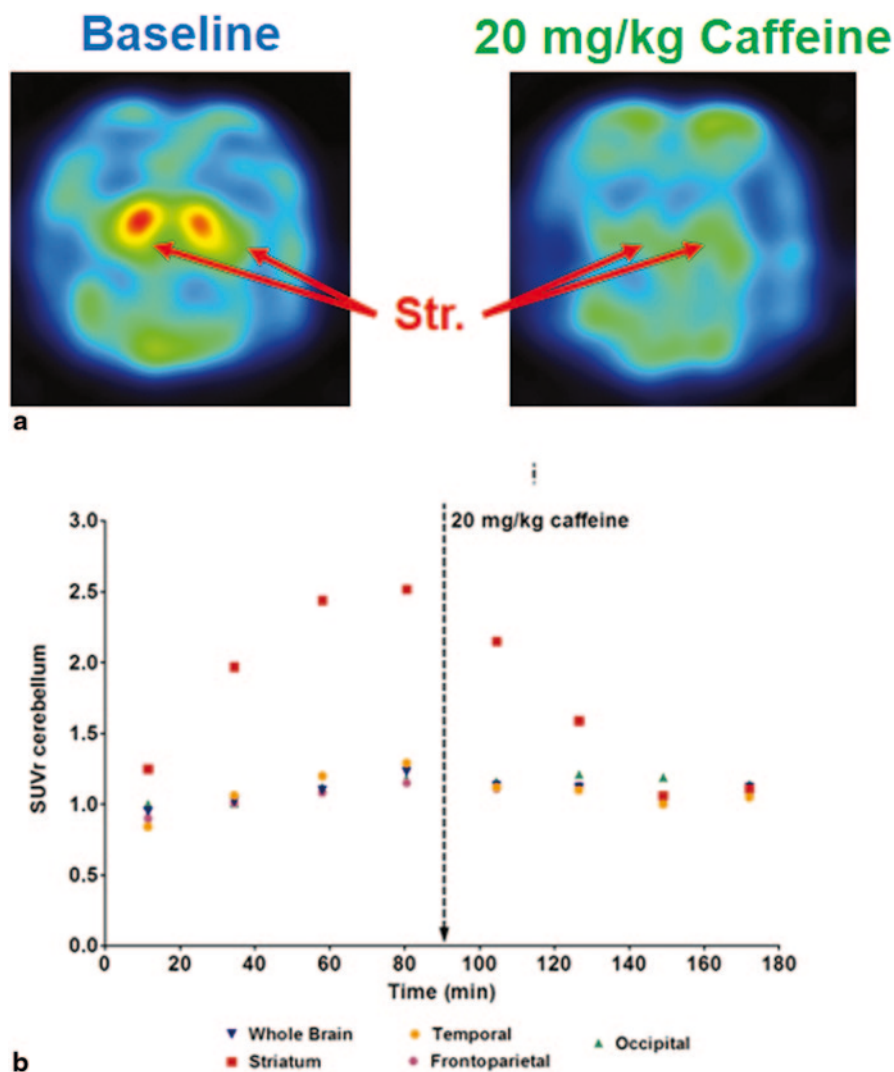 Baseline
20 mg/kg Caffeine
Str.
a
20 mg/kg caffeine
3.0
2.5
2.0
1.5
1.0
0.5
0.0
SUVr cerebellum
0 20 40 60 80 100 120 140 160 180
Time (min)
Whole Brain
Temporal
Occipital
Striatum
Frontoparietal
b